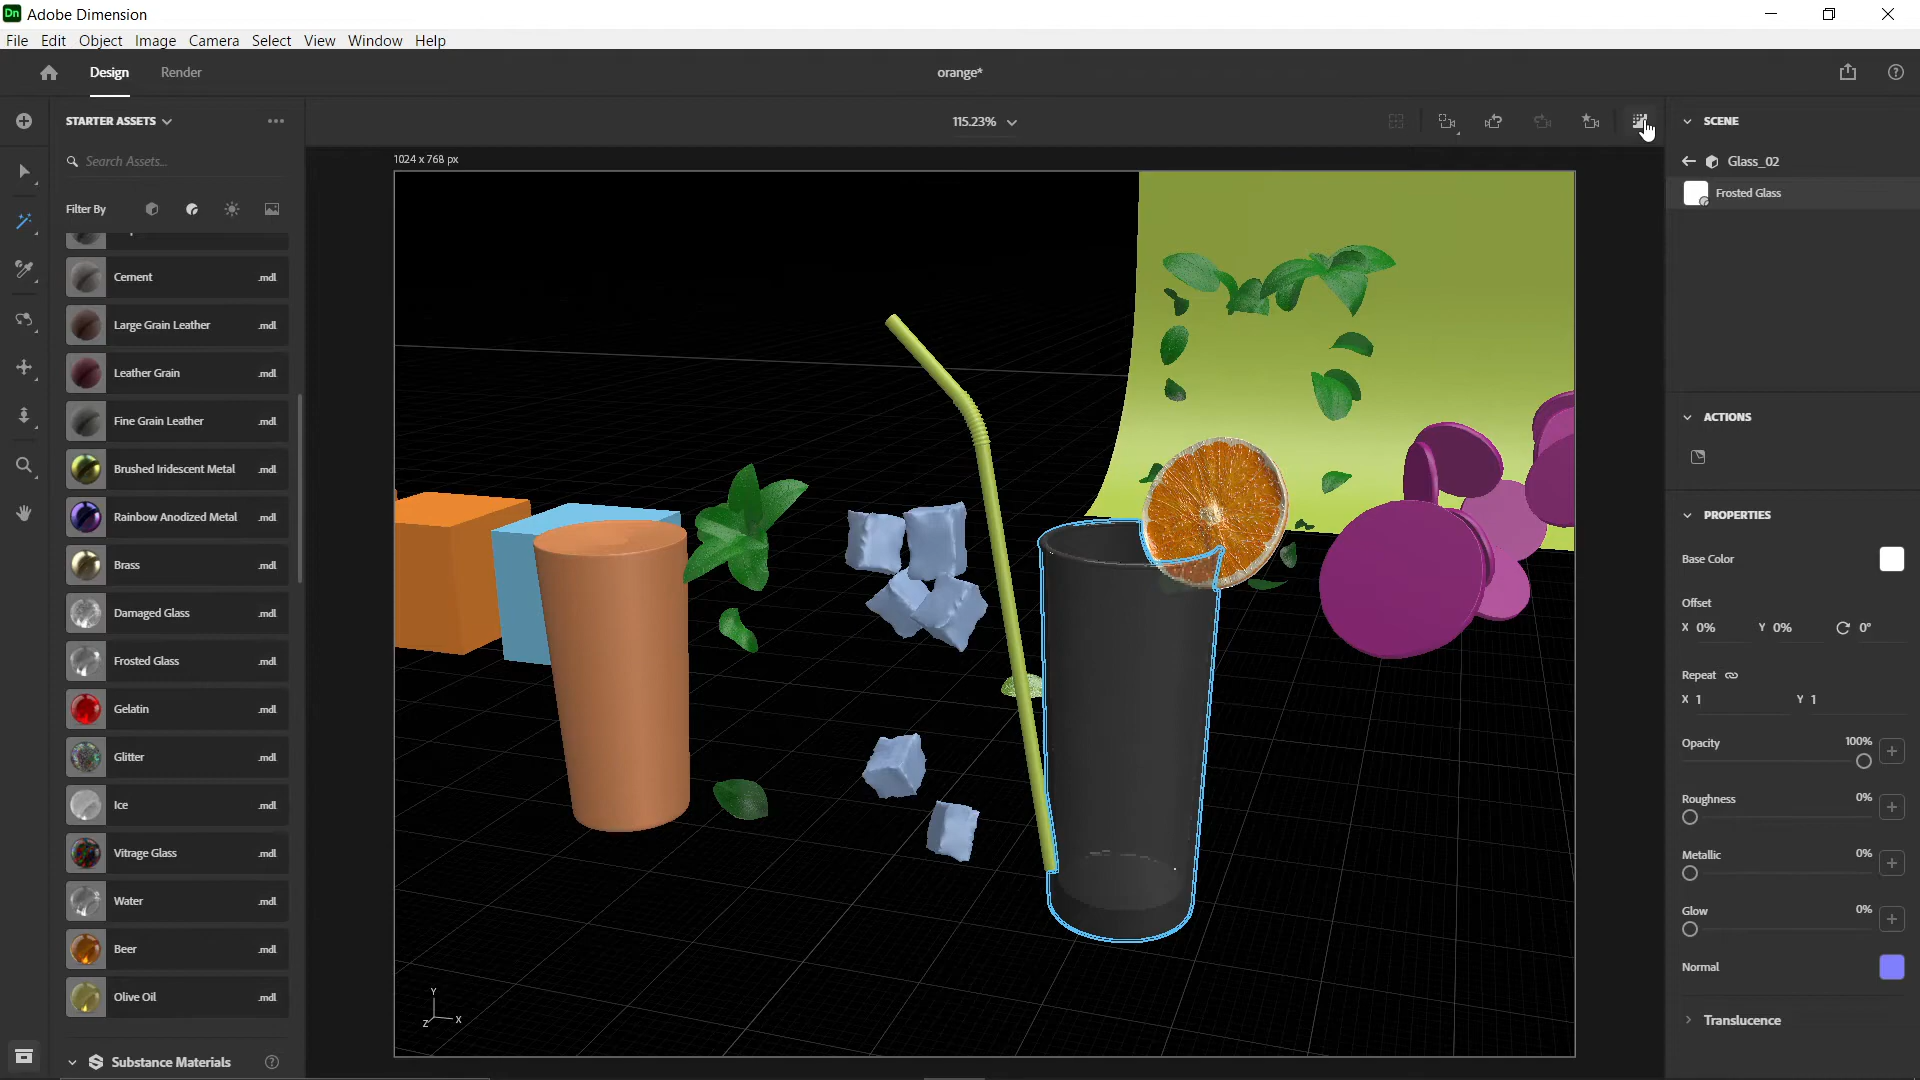 Dn Adobe Dimension
File Edit Object Image Camera Select View Window Help
Design Render orange*
STARTER ASSETS
Search Assets...
Filter By
Cement .mdl
Large Grain Leather .mdl
Leather Grain .mdl
Fine Grain Leather .mdl
Brushed Iridescent Metal .mdl
Rainbow Anodized Metal .mdl
Brass .mdl
Damaged Glass .mdl
Frosted Glass .mdl
Gelatin .mdl
Glitter .mdl
Ice .mdl
Vitrage Glass .mdl
Water .mdl
Beer .mdl
Olive Oil .mdl
Substance Materials
115.23%
1024 x 768 px
Y
Z X
SCENE
Glass_02
Frosted Glass
ACTIONS
PROPERTIES
Base Color
Offset
X 0% Y 0% 0°
Repeat
X 1 Y 1
Opacity 100%
Roughness 0%
Metallic 0%
Glow 0%
Normal
Translucence